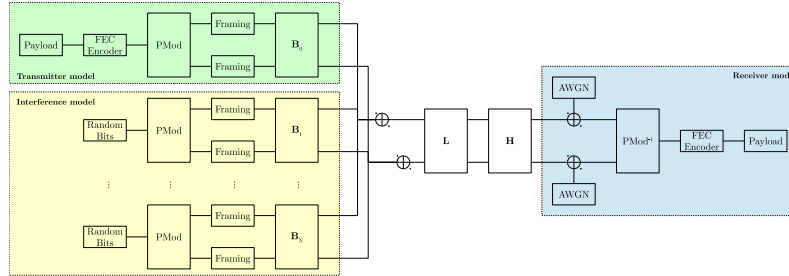 Transmitter model
Payload
FEC
Encoder
PMod
Framing
Framing
B₀
Interference model
Random
Bits
PMod
Framing
Framing
B₁
Random
Bits
PMod
Framing
Framing
B_N
L
H
Receiver mod
AWGN
AWGN
PMod⁻¹
FEC
Encoder
Payload